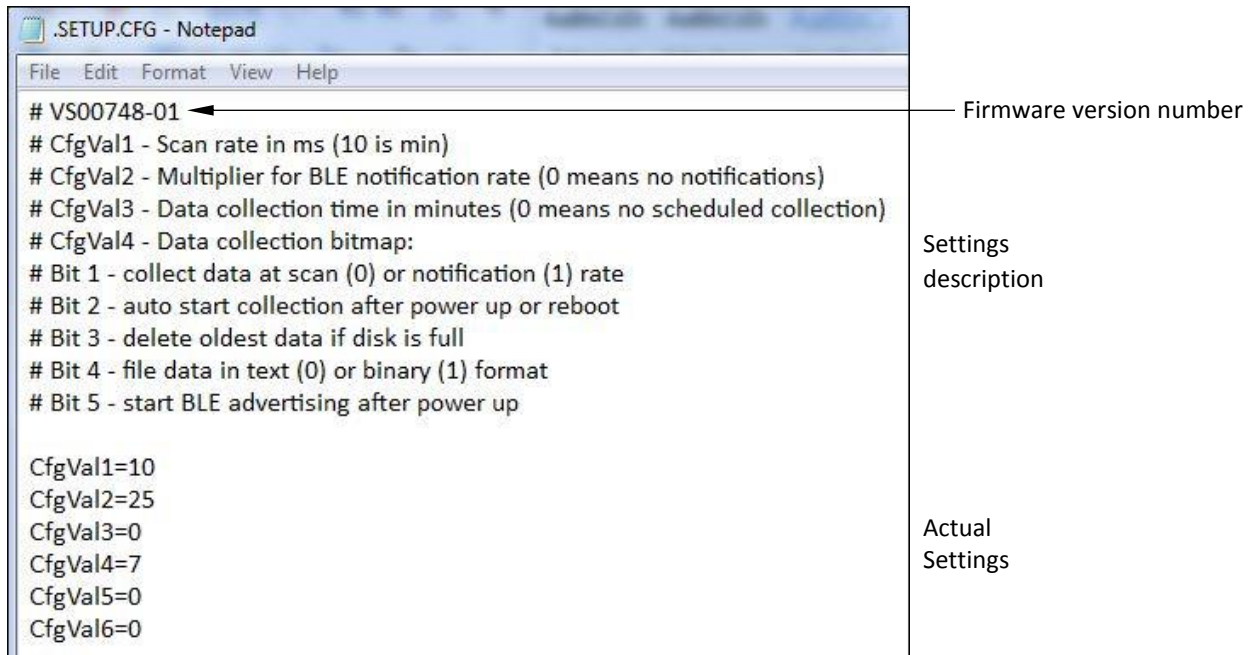 .SETUP.CFG - Notepad
File Edit Format View Help
# VS00748-01
Firmware version number
# CfgVal1 - Scan rate in ms (10 is min)
# CfgVal2 - Multiplier for BLE notification rate (0 means no notifications)
# CfgVal3 - Data collection time in minutes (0 means no scheduled collection)
# CfgVal4 - Data collection bitmap:
# Bit 1 - collect data at scan (0) or notification (1) rate
# Bit 2 - auto start collection after power up or reboot
# Bit 3 - delete oldest data if disk is full
# Bit 4 - file data in text (0) or binary (1) format
# Bit 5 - start BLE advertising after power up
Settings
description
CfgVal1=10
CfgVal2=25
CfgVal3=0
CfgVal4=7
CfgVal5=0
CfgVal6=0
Actual
Settings